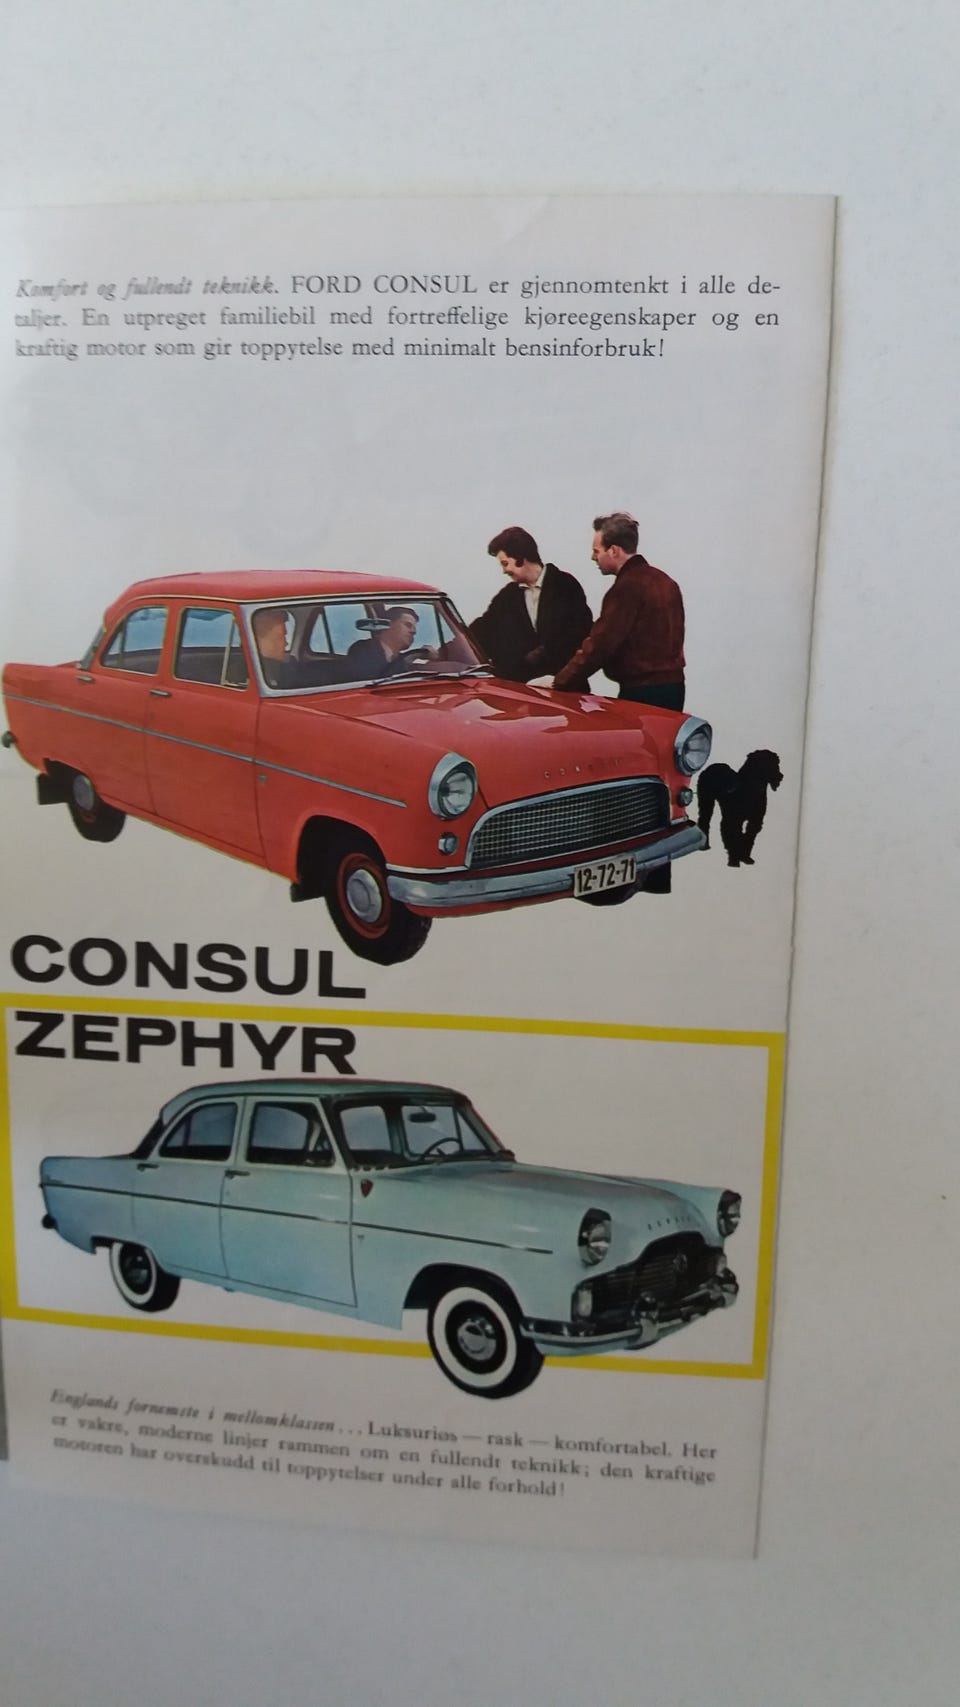 Komfort og fullendt teknikk. FORD CONSUL er gjennomtenkt i alle de-
taljer. En utpreget familiebil med fortreffelige kjøreegenskaper og en
kraftig motor som gir toppytelse med minimalt bensinforbruk!
CONSUL
12-72-71
CONSUL
ZEPHYR
Englands fornemste i mellomklassen... Luksuriøs — rask — komfortabel. Her
er vakre, moderne linjer rammen om en fullendt teknikk; den kraftige
motoren har overskudd til toppytelser under alle forhold!